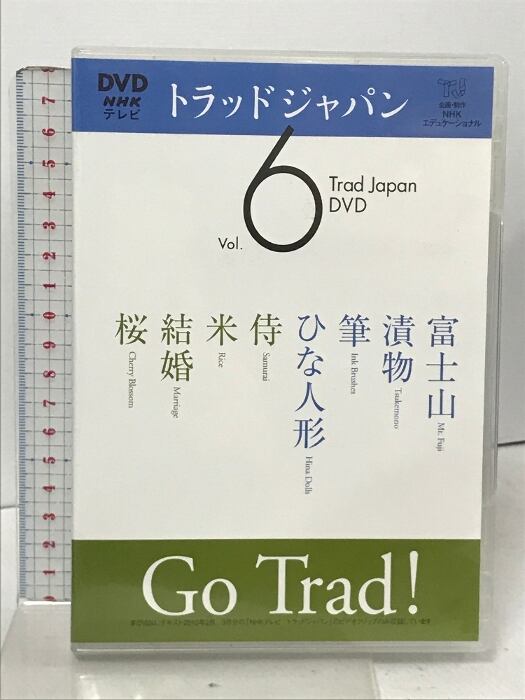 DVD
NHK
テレビ
トラッド ジャパン
TJ!
企画・制作
NHK
エデュケーショナル
Vol.
6
Trad Japan
DVD
富士山 Mt. Fuji
漬物 Tsukemono
筆 Ink Brushes
ひな人形 Hina Dolls
侍 Samurai
米 Rice
結婚 Marriage
桜 Cherry Blossom
Go Trad!